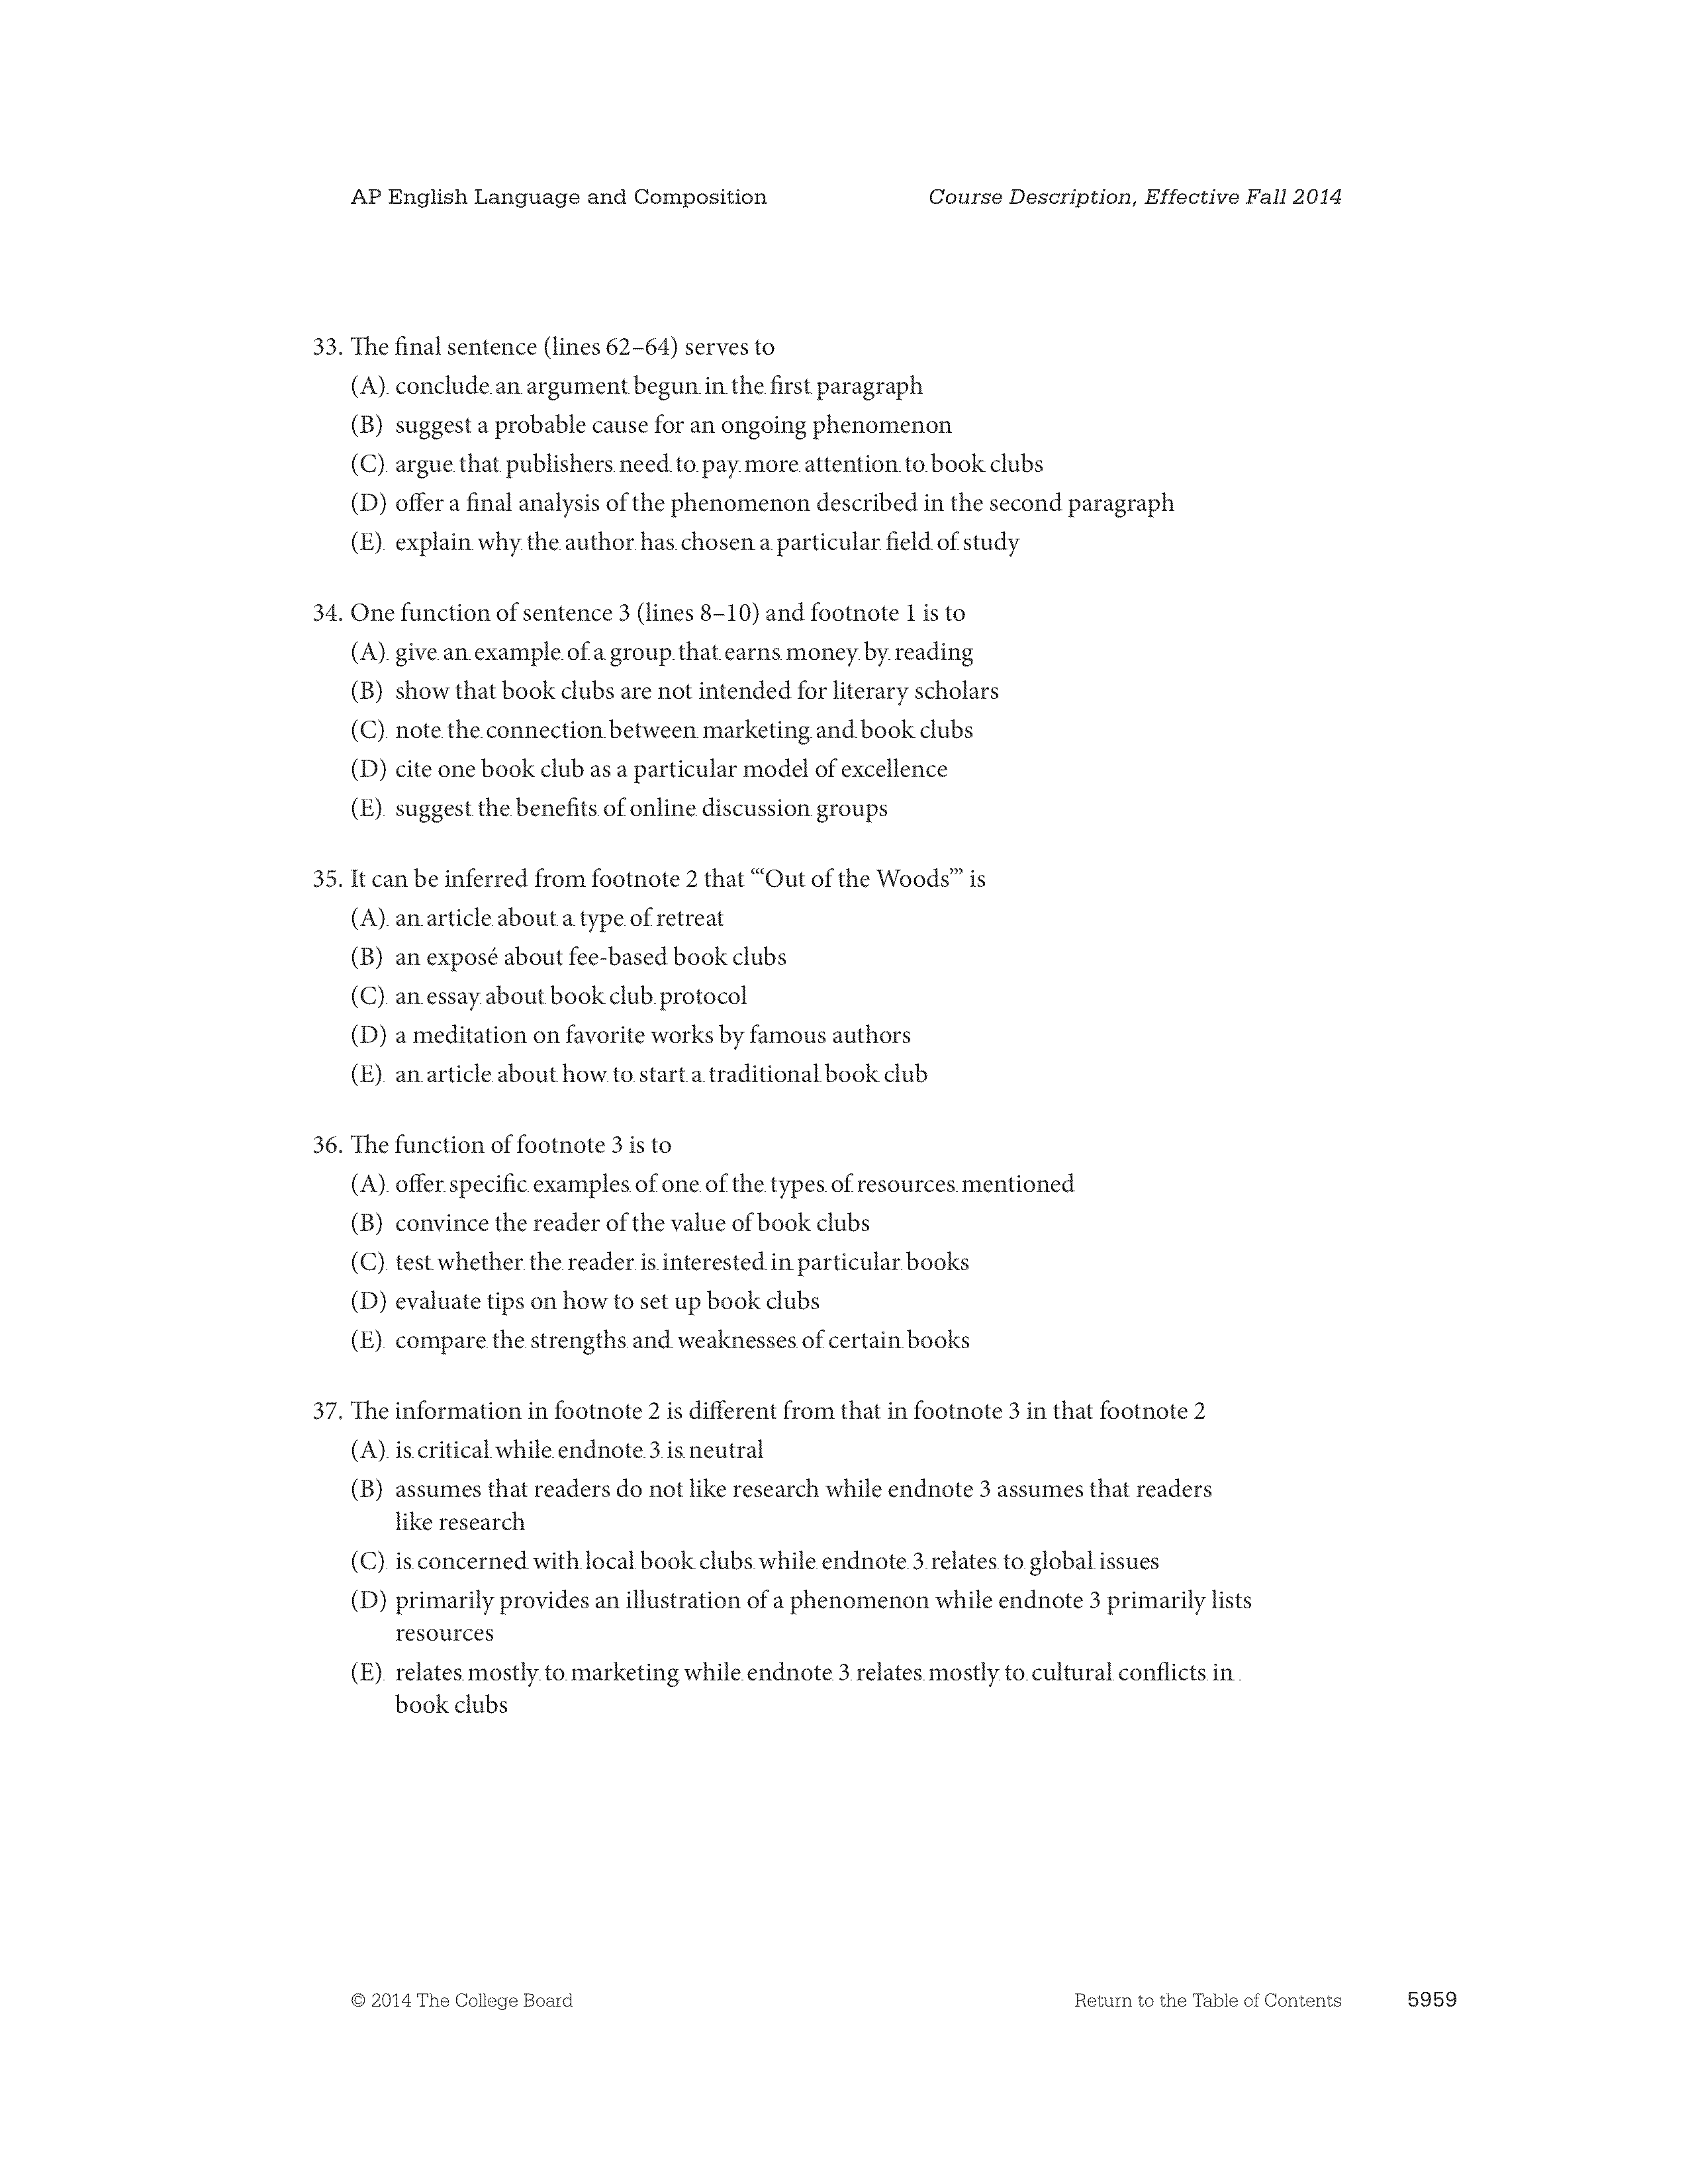 AP English Language and Composition Course Description, Effective Fall 2014
33. The final sentence (lines 62–64) serves to
(A) conclude an argument begun in the first paragraph
(B) suggest a probable cause for an ongoing phenomenon
(C) argue that publishers need to pay more attention to book clubs
(D) offer a final analysis of the phenomenon described in the second paragraph
(E) explain why the author has chosen a particular field of study
34. One function of sentence 3 (lines 8–10) and footnote 1 is to
(A) give an example of a group that earns money by reading
(B) show that book clubs are not intended for literary scholars
(C) note the connection between marketing and book clubs
(D) cite one book club as a particular model of excellence
(E) suggest the benefits of online discussion groups
35. It can be inferred from footnote 2 that “‘Out of the Woods’” is
(A) an article about a type of retreat
(B) an exposé about fee-based book clubs
(C) an essay about book club protocol
(D) a meditation on favorite works by famous authors
(E) an article about how to start a traditional book club
36. The function of footnote 3 is to
(A) offer specific examples of one of the types of resources mentioned
(B) convince the reader of the value of book clubs
(C) test whether the reader is interested in particular books
(D) evaluate tips on how to set up book clubs
(E) compare the strengths and weaknesses of certain books
37. The information in footnote 2 is different from that in footnote 3 in that footnote 2
(A) is critical while endnote 3 is neutral
(B) assumes that readers do not like research while endnote 3 assumes that readers
like research
(C) is concerned with local book clubs while endnote 3 relates to global issues
(D) primarily provides an illustration of a phenomenon while endnote 3 primarily lists
resources
(E) relates mostly to marketing while endnote 3 relates mostly to cultural conflicts in
book clubs
© 2014 The College Board Return to the Table of Contents 5959